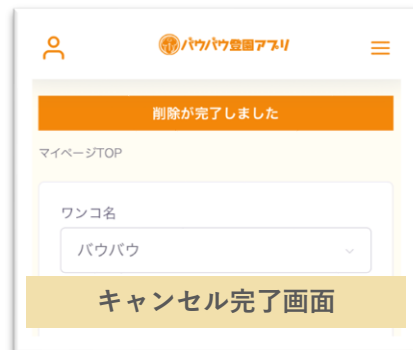 バウバウ登園アプリ
削除が完了しました
マイページTOP
ワンコ名
バウバウ
キャンセル完了画面